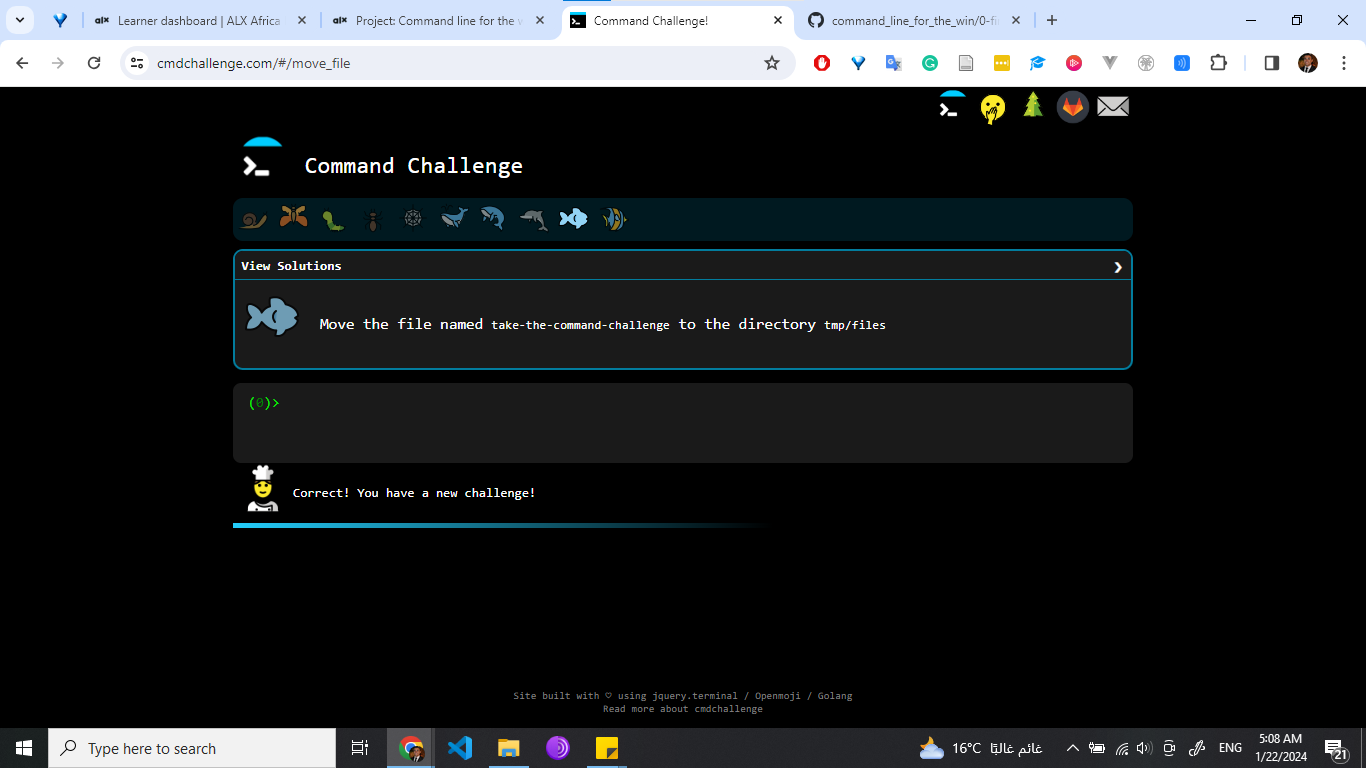 Learner dashboard | ALX Africa
Project: Command line for the w
Command Challenge!
command_line_for_the_win/0-fi
cmdchallenge.com/#/move_file
Command Challenge
View Solutions
Move the file named take-the-command-challenge to the directory tmp/files
(0)>
Correct! You have a new challenge!
Site built with ♡ using jquery.terminal / Openmoji / Golang
Read more about cmdchallenge
Type here to search
16°C غائم غالبًا
ENG
5:08 AM
1/22/2024
21